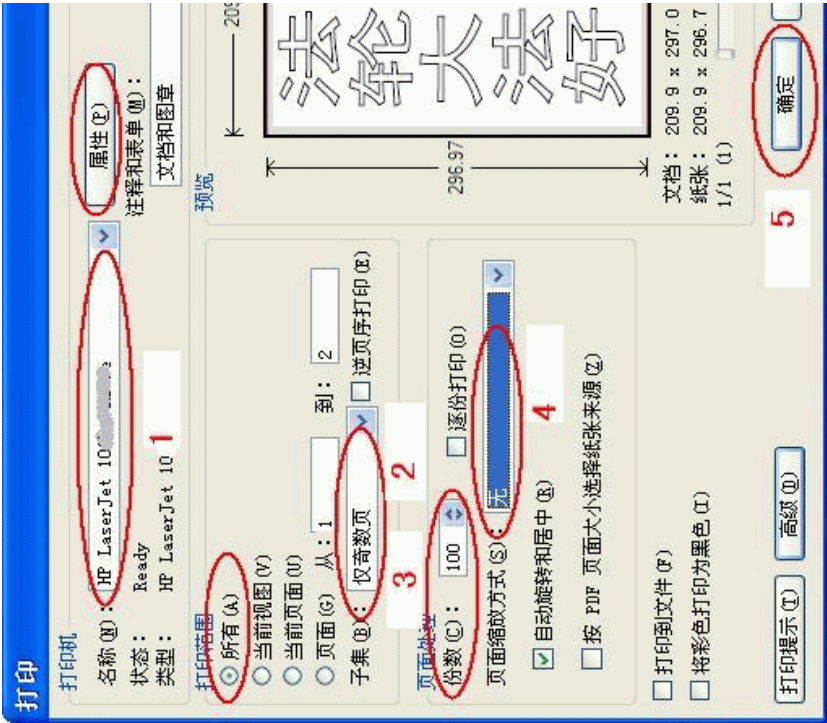 打印
打印机
名称(N): HP LaserJet 10
属性(P)
状态: Ready
注释和表单(M):
类型: HP LaserJet 10
文档和图章
1
打印范围
所有(A)
当前视图(V)
当前页面(U)
页面(G) 从: 1 到: 2
子集(B): 仅奇数页
逆页序打印(E)
3 2
页面处理
份数(C): 100
逐份打印(O)
页面缩放方式(S): 无
4
自动旋转和居中(R)
按 PDF 页面大小选择纸张来源(Z)
打印到文件(F)
将彩色打印为黑色(I)
预览
209
296.97
法轮大法好
文档: 209.9 x 297.0
纸张: 209.9 x 296.7
1/1 (1)
5
打印提示(T)
高级(D)
确定